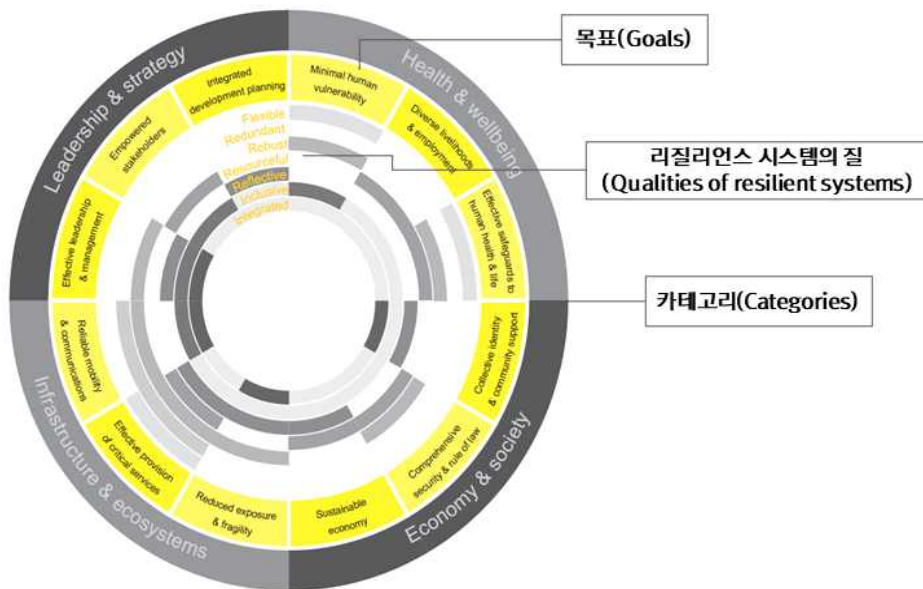 목표(Goals)
리질리언스 시스템의 질
(Qualities of resilient systems)
카테고리(Categories)
Leadership & strategy
Health & wellbeing
Economy & society
Infrastructure & ecosystems
Minimal human
vulnerability
Diverse livelihoods
& employment
Effective safeguards to
human health & life
Collective identity
& community support
Comprehensive
security & rule of law
Sustainable
economy
Reduced exposure
& fragility
Effective provision
of critical services
Reliable mobility
& communications
Effective leadership
& management
Empowered
stakeholders
Integrated
development planning
Flexible
Redundant
Robust
Resourceful
Reflective
Inclusive
Integrated